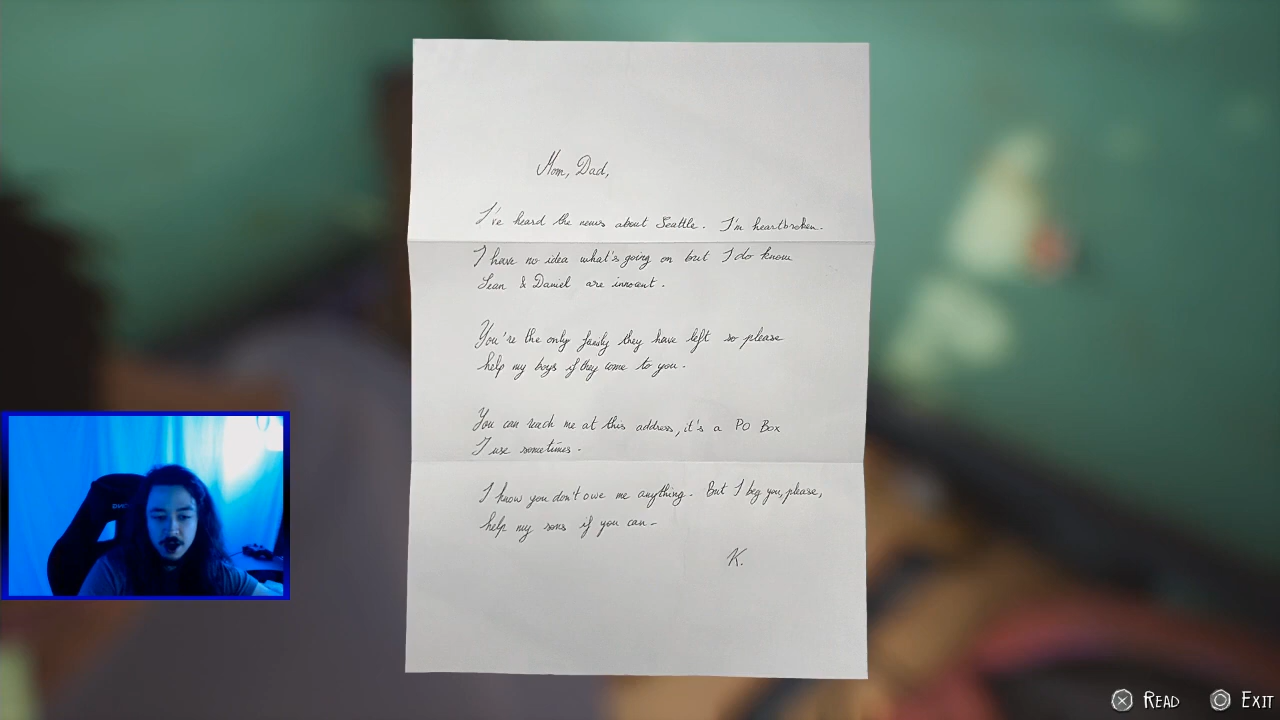 Mom, Dad,
I've heard the news about Seattle. I'm heartbroken.
I have no idea what's going on but I do know
Sean & Daniel are innocent.
You're the only family they have left so please
help my boys if they come to you.
You can reach me at this address, it's a PO Box
I use sometimes.
I know you don't owe me anything. But I beg you, please,
help my sons if you can-
K.
READ
EXIT